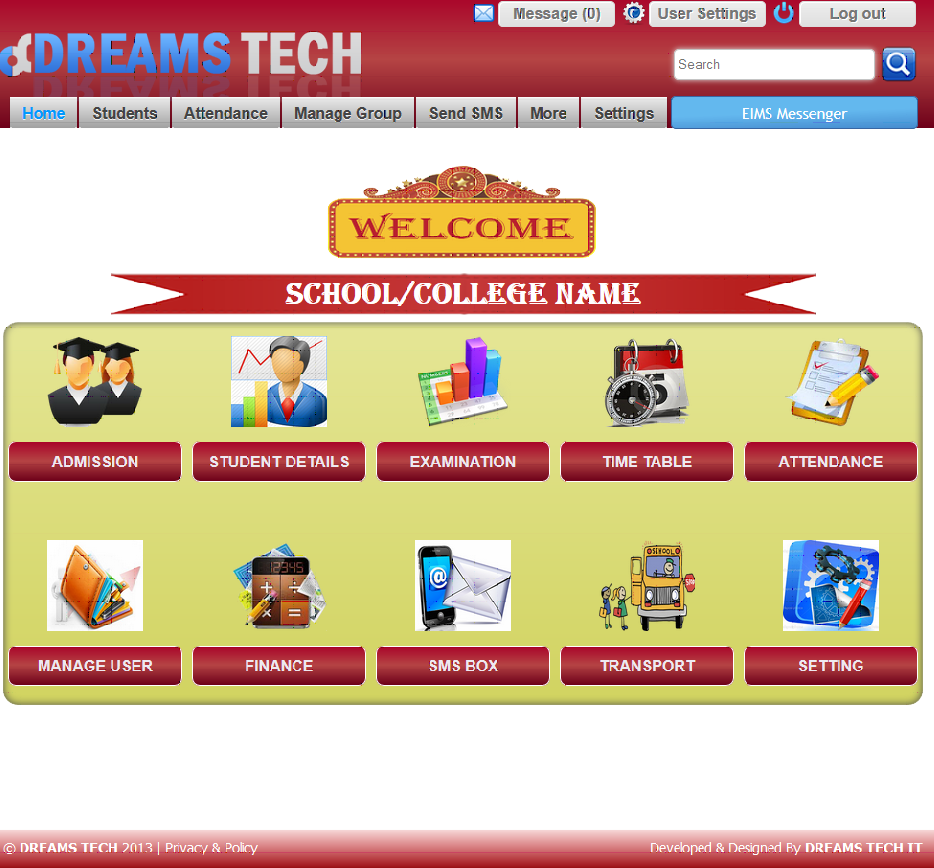 Message (0) User Settings Log out
DREAMS TECH
Search
Home Students Attendance Manage Group Send SMS More Settings EIMS Messenger
WELCOME
SCHOOL/COLLEGE NAME
ADMISSION STUDENT DETAILS EXAMINATION TIME TABLE ATTENDANCE
12345
@
SCHOOL
MANAGE USER FINANCE SMS BOX TRANSPORT SETTING
© DREAMS TECH 2013 | Privacy & Policy Developed & Designed By DREAMS TECH IT